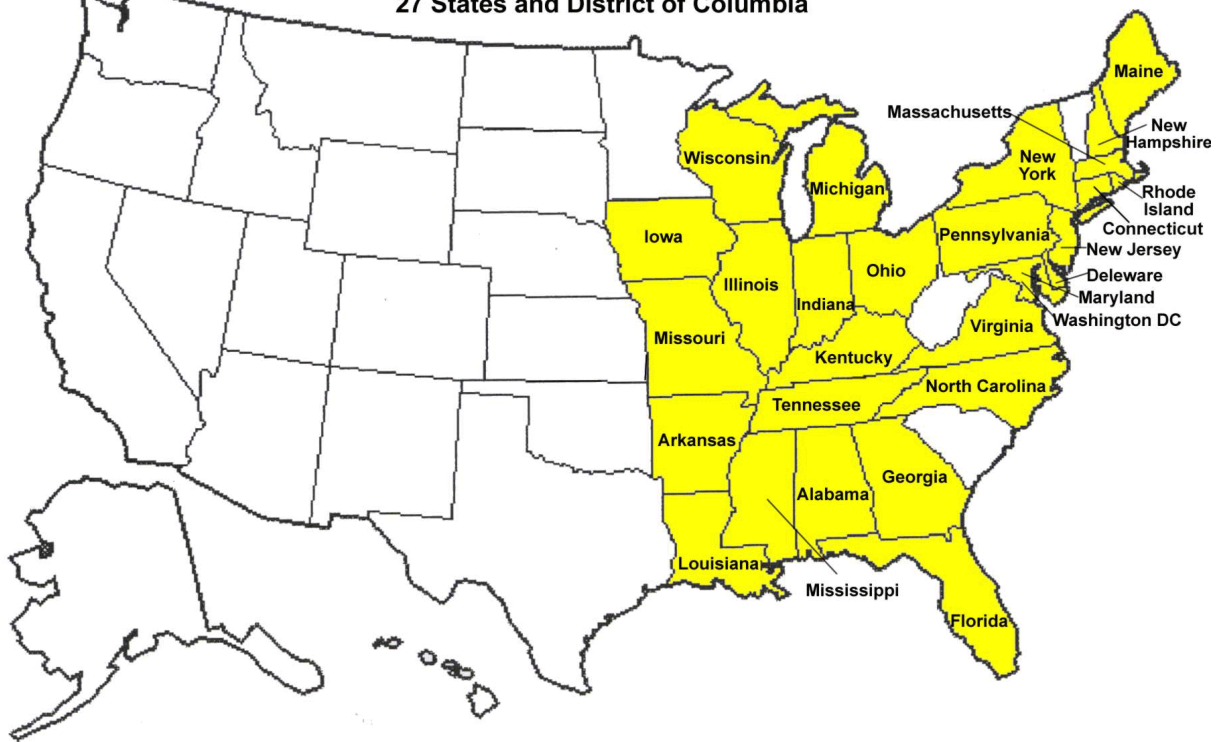 27 States and District of Columbia
Maine
Massachusetts
New
Hampshire
Wisconsin
New
York
Michigan
Rhode
Island
Connecticut
Iowa
Pennsylvania
New Jersey
Ohio
Deleware
Illinois
Indiana
Maryland
Washington DC
Virginia
Missouri
Kentucky
North Carolina
Tennessee
Arkansas
Georgia
Alabama
Louisiana
Mississippi
Florida